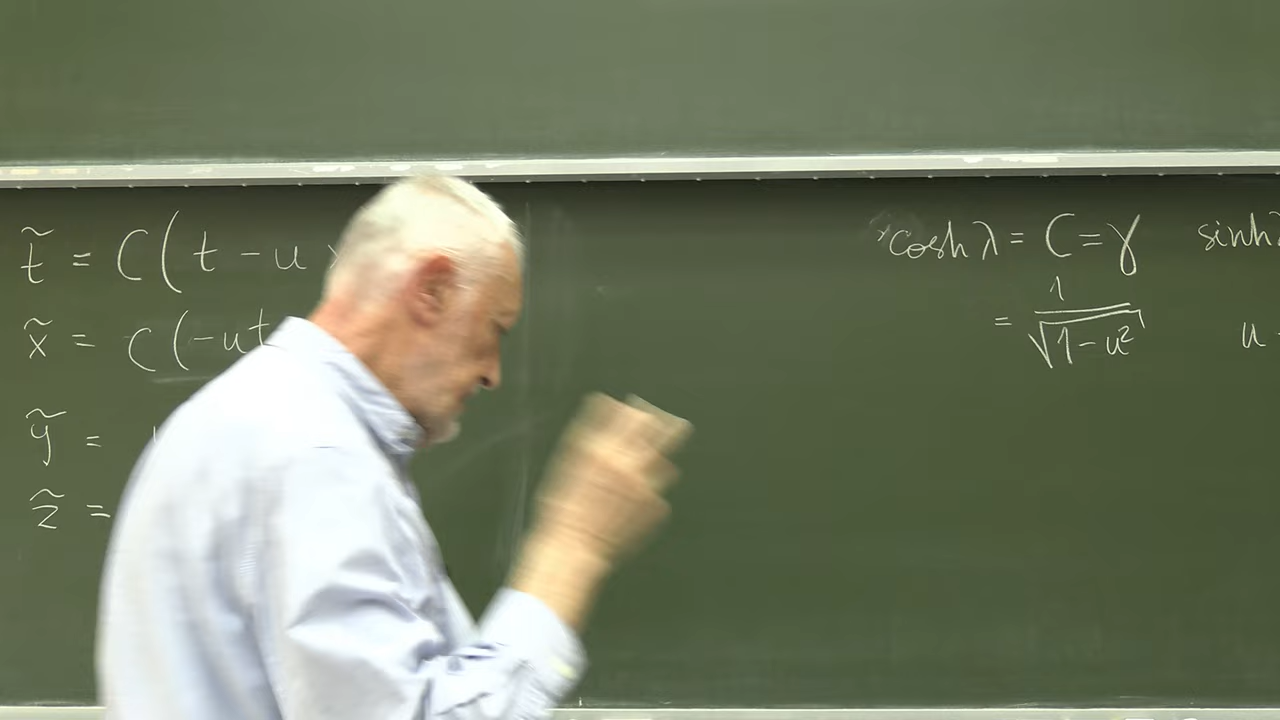 t̃ = C(t - u
x̃ = C(-ut
ỹ =
z̃ =
cosh λ = C = γ sinh λ
= 1/√(1-u²) u